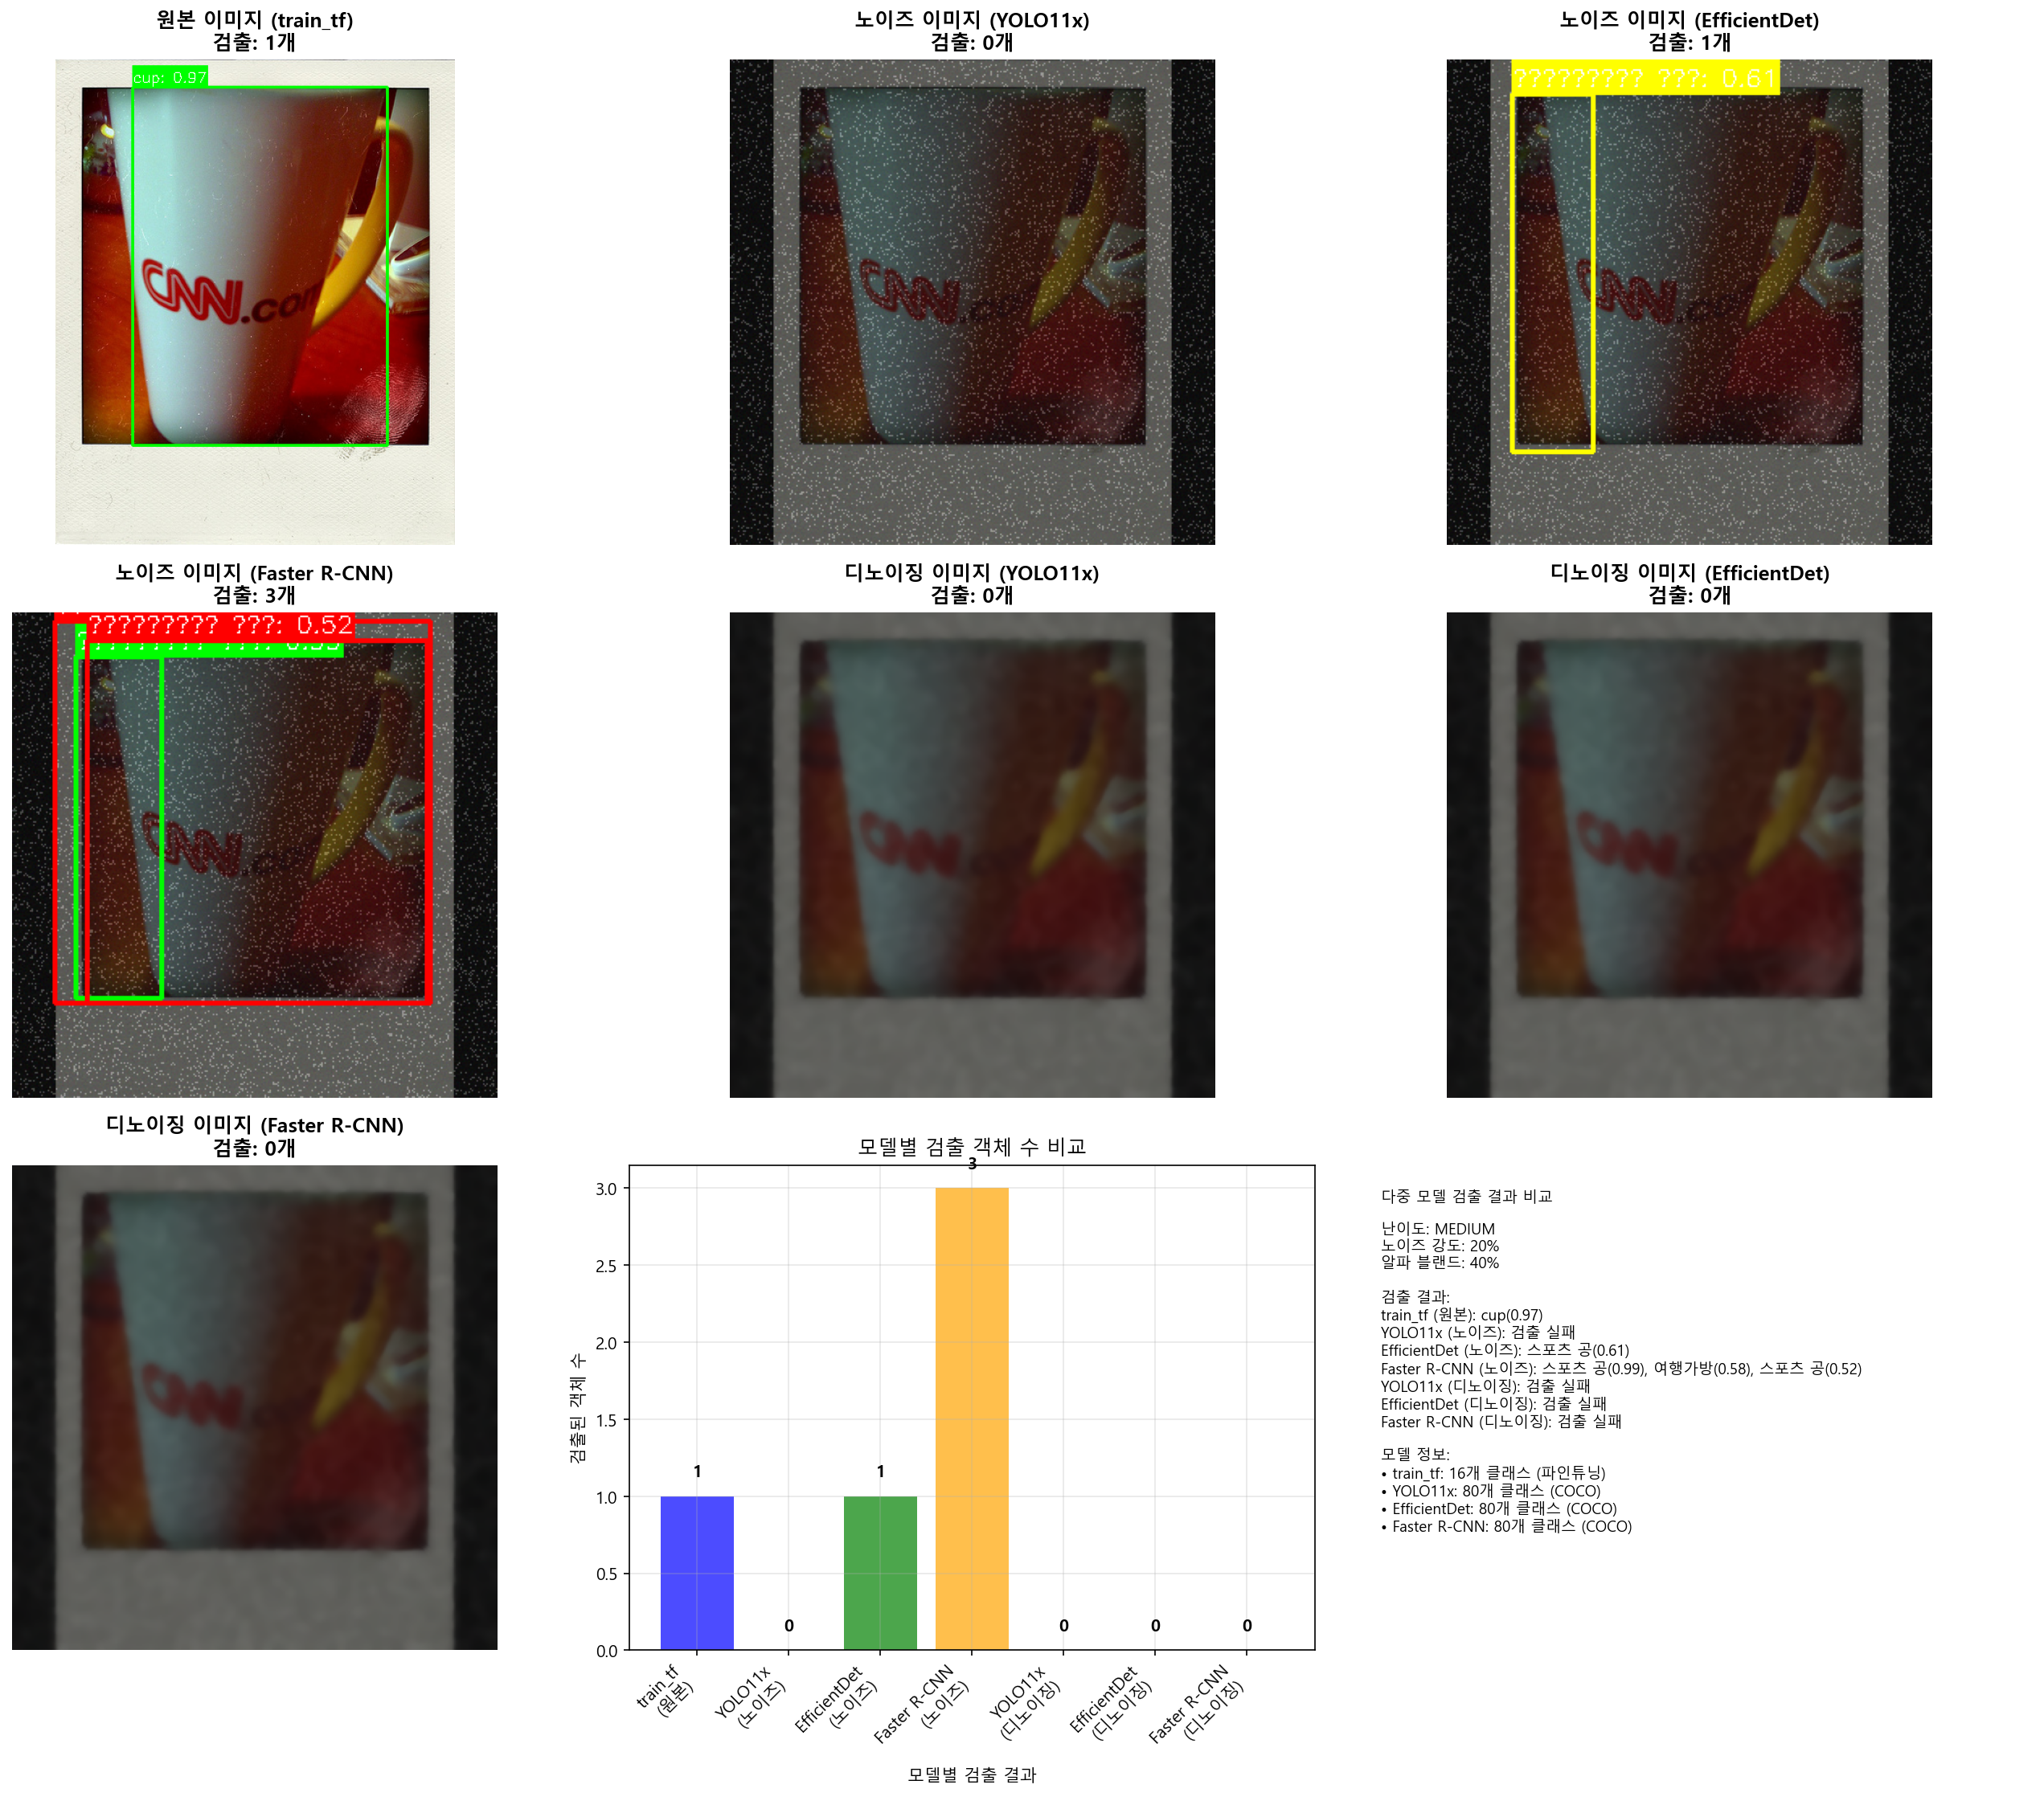 원본 이미지 (train_tf)
검출: 1개
cup: 0.97
CNN.com
노이즈 이미지 (YOLO11x)
검출: 0개
CNN
노이즈 이미지 (EfficientDet)
검출: 1개
????????? ???: 0.61
CNN
노이즈 이미지 (Faster R-CNN)
검출: 3개
????????? ???: 0.52
CNN
디노이징 이미지 (YOLO11x)
검출: 0개
CNN
디노이징 이미지 (EfficientDet)
검출: 0개
CNN
디노이징 이미지 (Faster R-CNN)
검출: 0개
CNN
모델별 검출 객체 수 비교
3
3.0
2.5
2.0
1.5
1.0
0.5
0.0
검출된 객체 수
1
0
1
0
0
0
train_tf
(원본)
YOLO11x
(노이즈)
EfficientDet
(노이즈)
Faster R-CNN
(노이즈)
YOLO11x
(디노이징)
EfficientDet
(디노이징)
Faster R-CNN
(디노이징)
모델별 검출 결과
다중 모델 검출 결과 비교
난이도: MEDIUM
노이즈 강도: 20%
알파 블랜드: 40%
검출 결과:
train_tf (원본): cup(0.97)
YOLO11x (노이즈): 검출 실패
EfficientDet (노이즈): 스포츠 공(0.61)
Faster R-CNN (노이즈): 스포츠 공(0.99), 여행가방(0.58), 스포츠 공(0.52)
YOLO11x (디노이징): 검출 실패
EfficientDet (디노이징): 검출 실패
Faster R-CNN (디노이징): 검출 실패
모델 정보:
• train_tf: 16개 클래스 (파인튜닝)
• YOLO11x: 80개 클래스 (COCO)
• EfficientDet: 80개 클래스 (COCO)
• Faster R-CNN: 80개 클래스 (COCO)